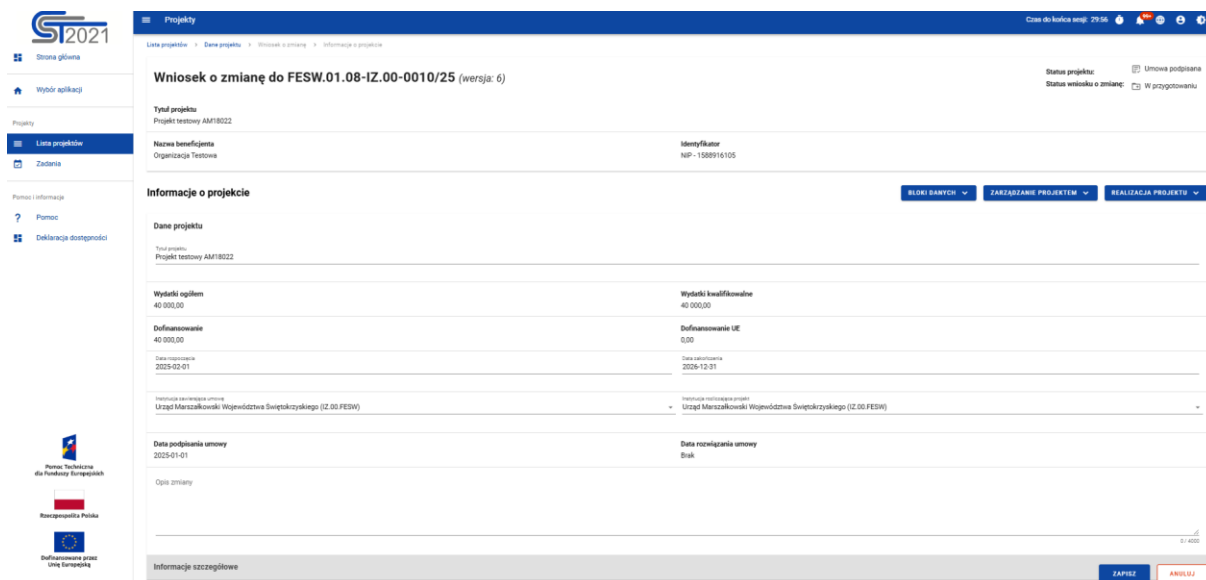 ST2021
Strona główna
Wybór aplikacji
Projekty
Lista projektów
Zadania
Pomoc i informacje
? Pomoc
Deklaracja dostępności
Pomoc Techniczna
dla Funduszy Europejskich
Rzeczpospolita Polska
Dofinansowane przez
Unię Europejską
Projekty
Czas do końca sesji: 29:56
99+
Lista projektów > Dane projektu > Wniosek o zmianę > Informacje o projekcie
Wniosek o zmianę do FESW.01.08-IZ.00-0010/25 (wersja: 6)
Status projektu: Umowa podpisana
Status wniosku o zmianę: W przygotowaniu
Tytuł projektu
Projekt testowy AM18022
Nazwa beneficjenta
Organizacja Testowa
Identyfikator
NIP - 1588916105
Informacje o projekcie
BLOKI DANYCH
ZARZĄDZANIE PROJEKTEM
REALIZACJA PROJEKTU
Dane projektu
Tytuł projektu
Projekt testowy AM18022
Wydatki ogółem
40 000,00
Wydatki kwalifikowalne
40 000,00
Dofinansowanie
40 000,00
Dofinansowanie UE
0,00
Data rozpoczęcia
2025-02-01
Data zakończenia
2026-12-31
Instytucja zawierająca umowę
Urząd Marszałkowski Województwa Świętokrzyskiego (IZ.00.FESW)
Instytucja rozliczająca projekt
Urząd Marszałkowski Województwa Świętokrzyskiego (IZ.00.FESW)
Data podpisania umowy
2025-01-01
Data rozwiązania umowy
Brak
Opis zmiany
0 / 4000
Informacje szczegółowe
ZAPISZ
ANULUJ